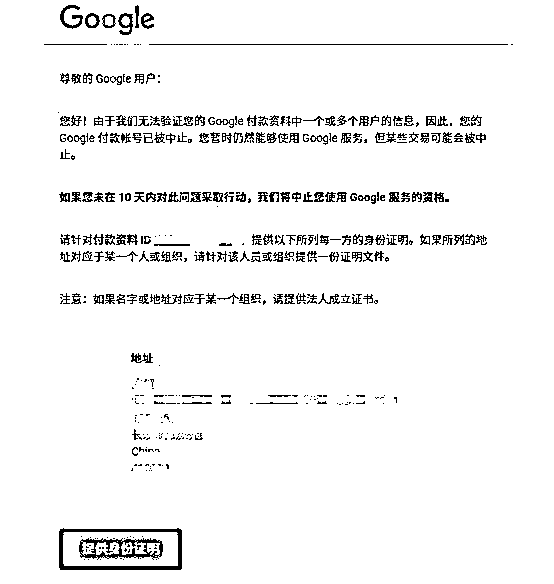 Google
尊敬的 Google 用户：
您好！由于我们无法验证您的 Google 付款资料中一个或多个用户的信息，因此，您的
Google 付款帐号已被中止。您暂时仍然能够使用 Google 服务，但某些交易可能会被中
止。
如果您未在 10 天内对此问题采取行动，我们将中止您使用 Google 服务的资格。
请针对付款资料 ID ，提供以下所列每一方的身份证明。如果所列的地
址对应于某一个人或组织，请针对该人员或组织提供一份证明文件。
注意：如果名字或地址对应于某一个组织，请提供法人成立证书。
地址
China
提供身份证明